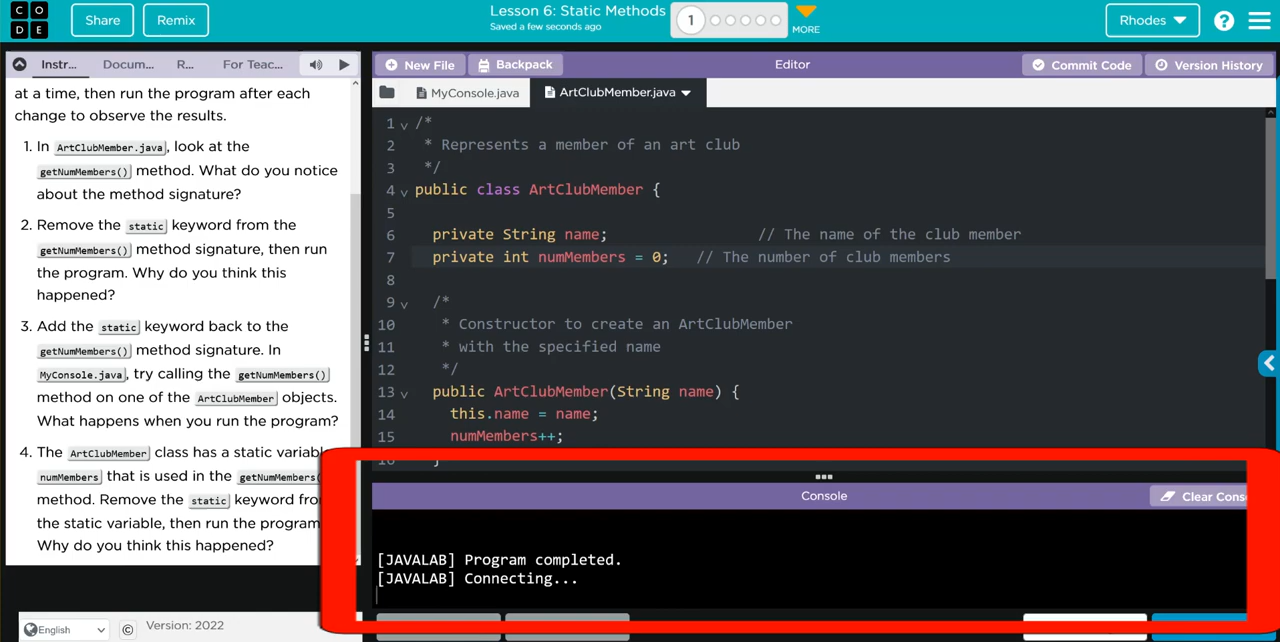 C O
D E
Share
Remix
Lesson 6: Static Methods
Saved a few seconds ago
1
MORE
Rhodes
?
Instr...
Docum...
R...
For Teac...
at a time, then run the program after each
change to observe the results.
1. In ArtClubMember.java, look at the
getNumMembers() method. What do you notice
about the method signature?
2. Remove the static keyword from the
getNumMembers() method signature, then run
the program. Why do you think this
happened?
3. Add the static keyword back to the
getNumMembers() method signature. In
MyConsole.java, try calling the getNumMembers()
method on one of the ArtClubMember objects.
What happens when you run the program?
4. The ArtClubMember class has a static variable
numMembers that is used in the getNumMembers(
method. Remove the static keyword from
the static variable, then run the program.
Why do you think this happened?
English
©
Version: 2022
New File
Backpack
Editor
Commit Code
Version History
MyConsole.java
ArtClubMember.java
1 /*
2 * Represents a member of an art club
3 */
4 public class ArtClubMember {
5
6 private String name; // The name of the club member
7 private int numMembers = 0; // The number of club members
8
9 /*
10 * Constructor to create an ArtClubMember
11 * with the specified name
12 */
13 public ArtClubMember(String name) {
14 this.name = name;
15 numMembers++;
16 }
Console
Clear Conso
[JAVALAB] Program completed.
[JAVALAB] Connecting...